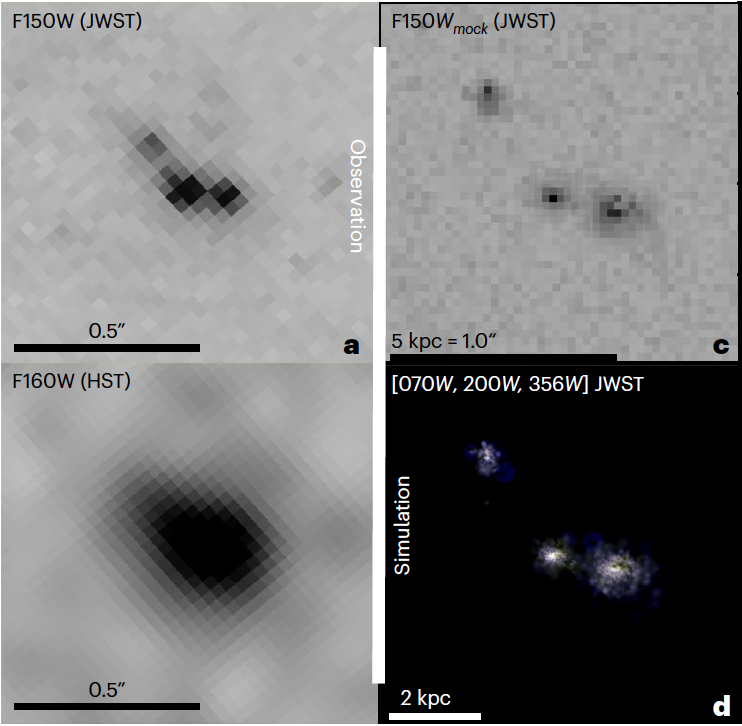 F150W (JWST)
Observation
0.5″
a
F160W (HST)
0.5″
F150Wmock (JWST)
5 kpc = 1.0“
c
[070W, 200W, 356W] JWST
Simulation
2 kpc
d